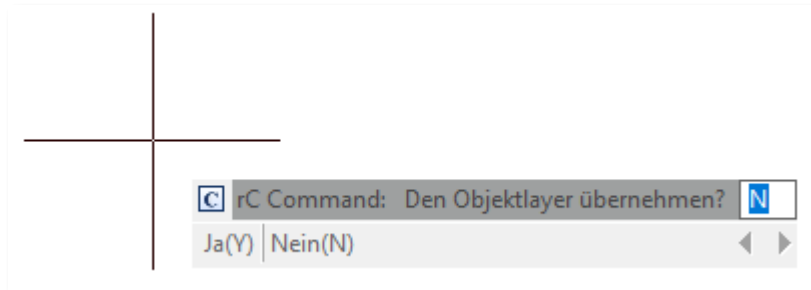 C rC Command: Den Objektlayer übernehmen? N
Ja(Y) Nein(N)